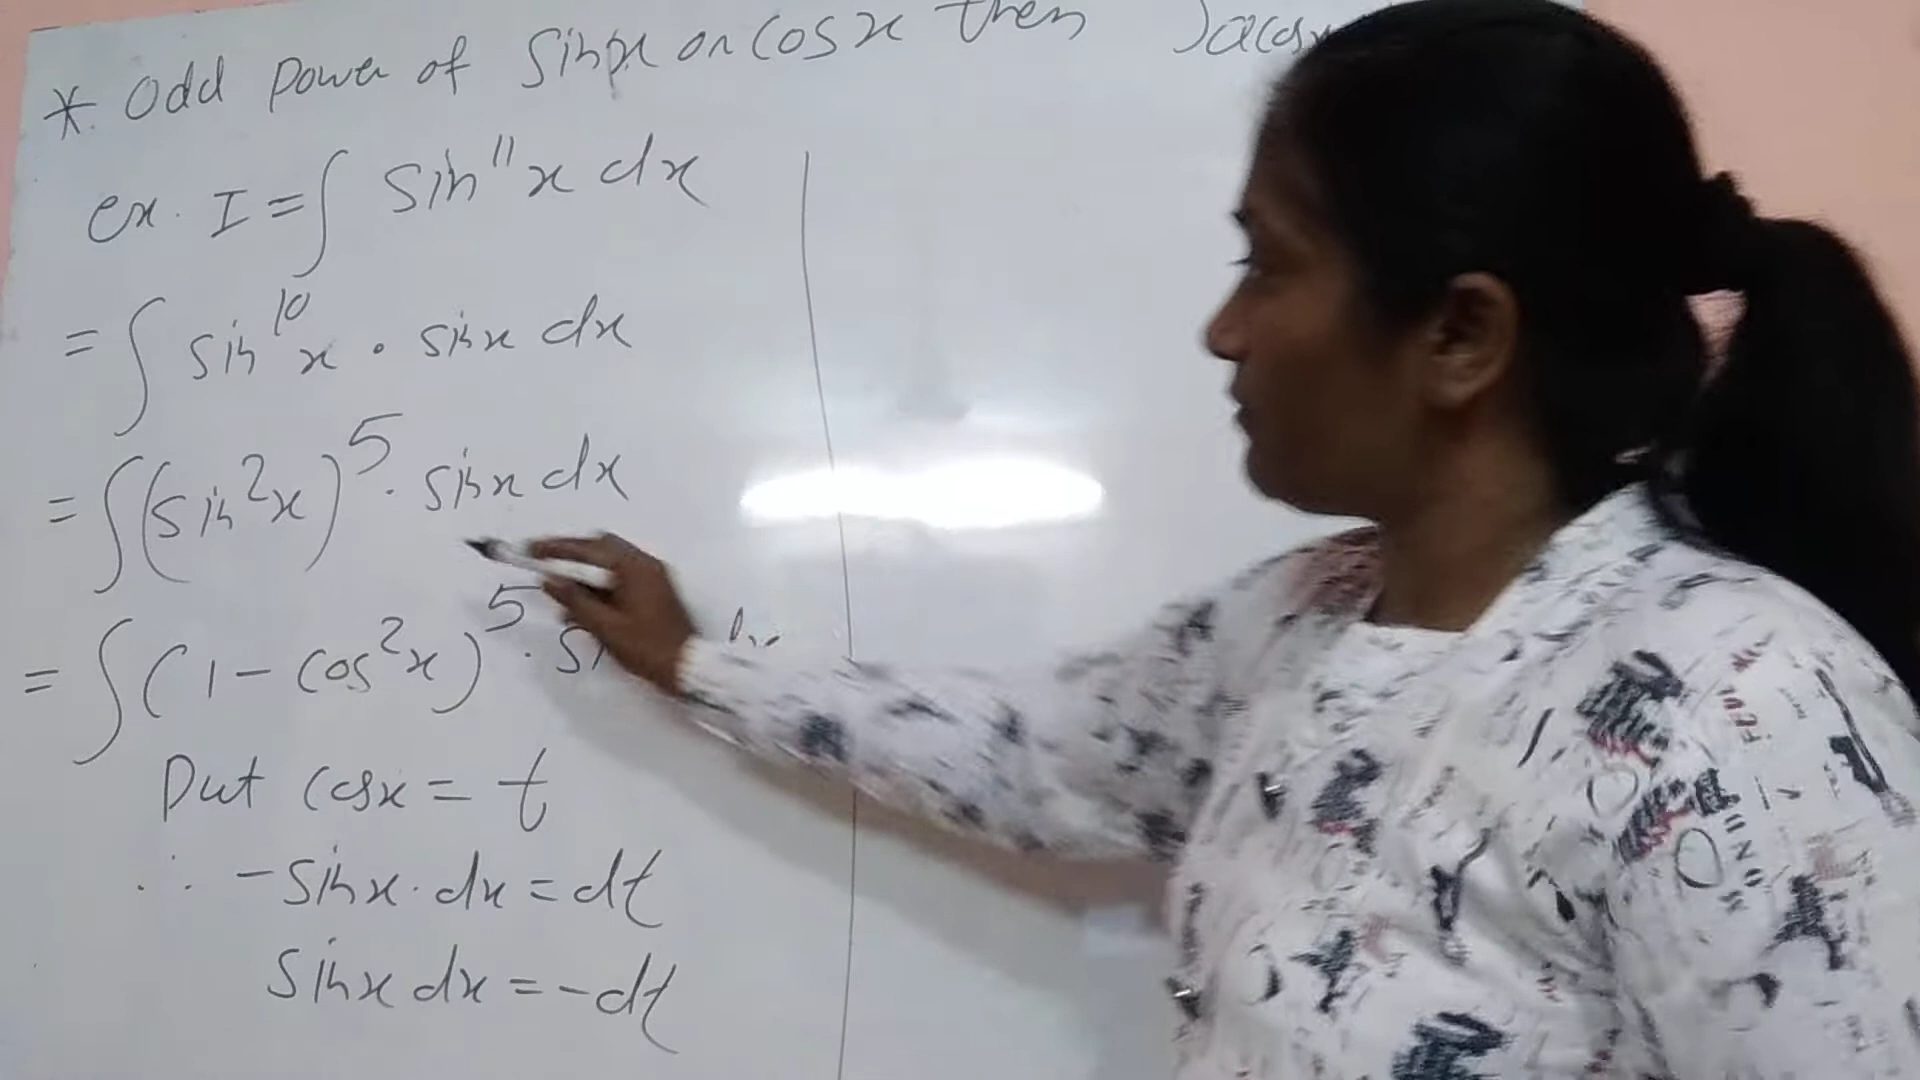 * Odd power of sinx or cosx then
ex. I = ∫ sin¹¹x dx
= ∫ sin¹⁰x · sinx dx
= ∫(sin²x)⁵ · sinx dx
= ∫(1 - cos²x)⁵ ·
Put cosx = t
∴ -sinx · dx = dt
sinx dx = -dt